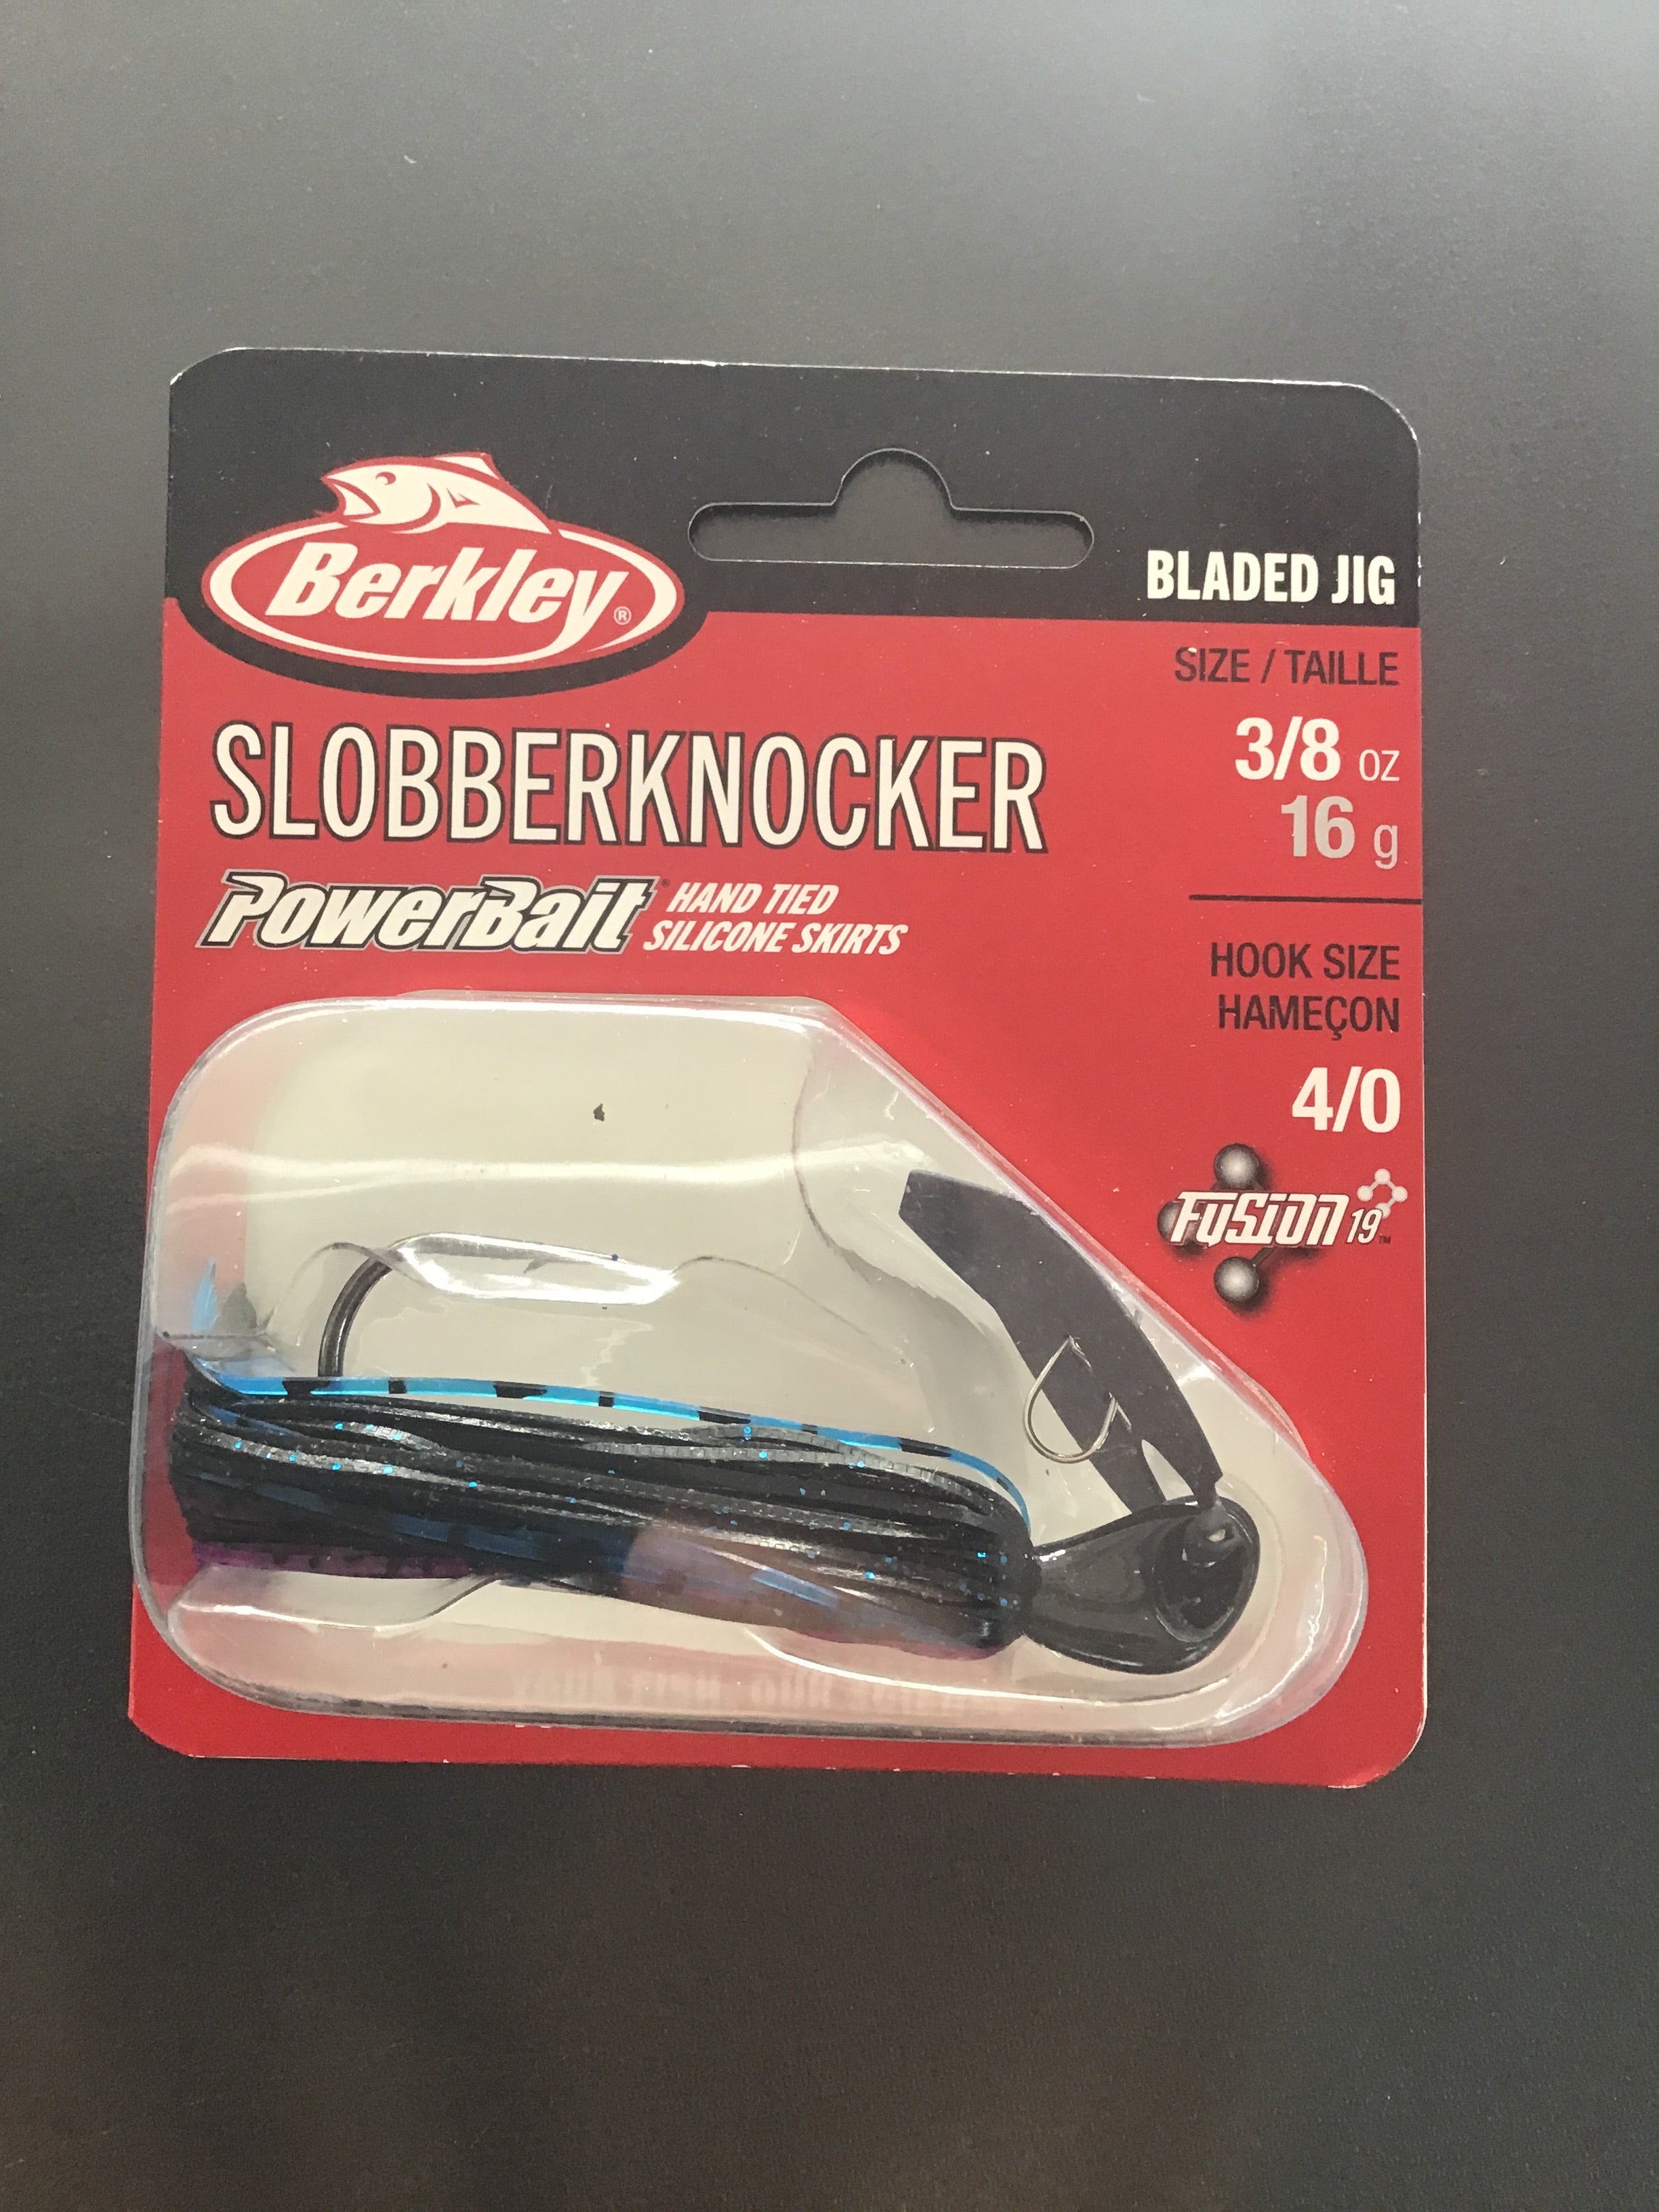 Berkley®
BLADED JIG
SIZE / TAILLE
3/8 oz
16 g
SLOBBERKNOCKER
PowerBait® HAND TIED
SILICONE SKIRTS
HOOK SIZE
HAMEÇON
4/0
FUSION 19™